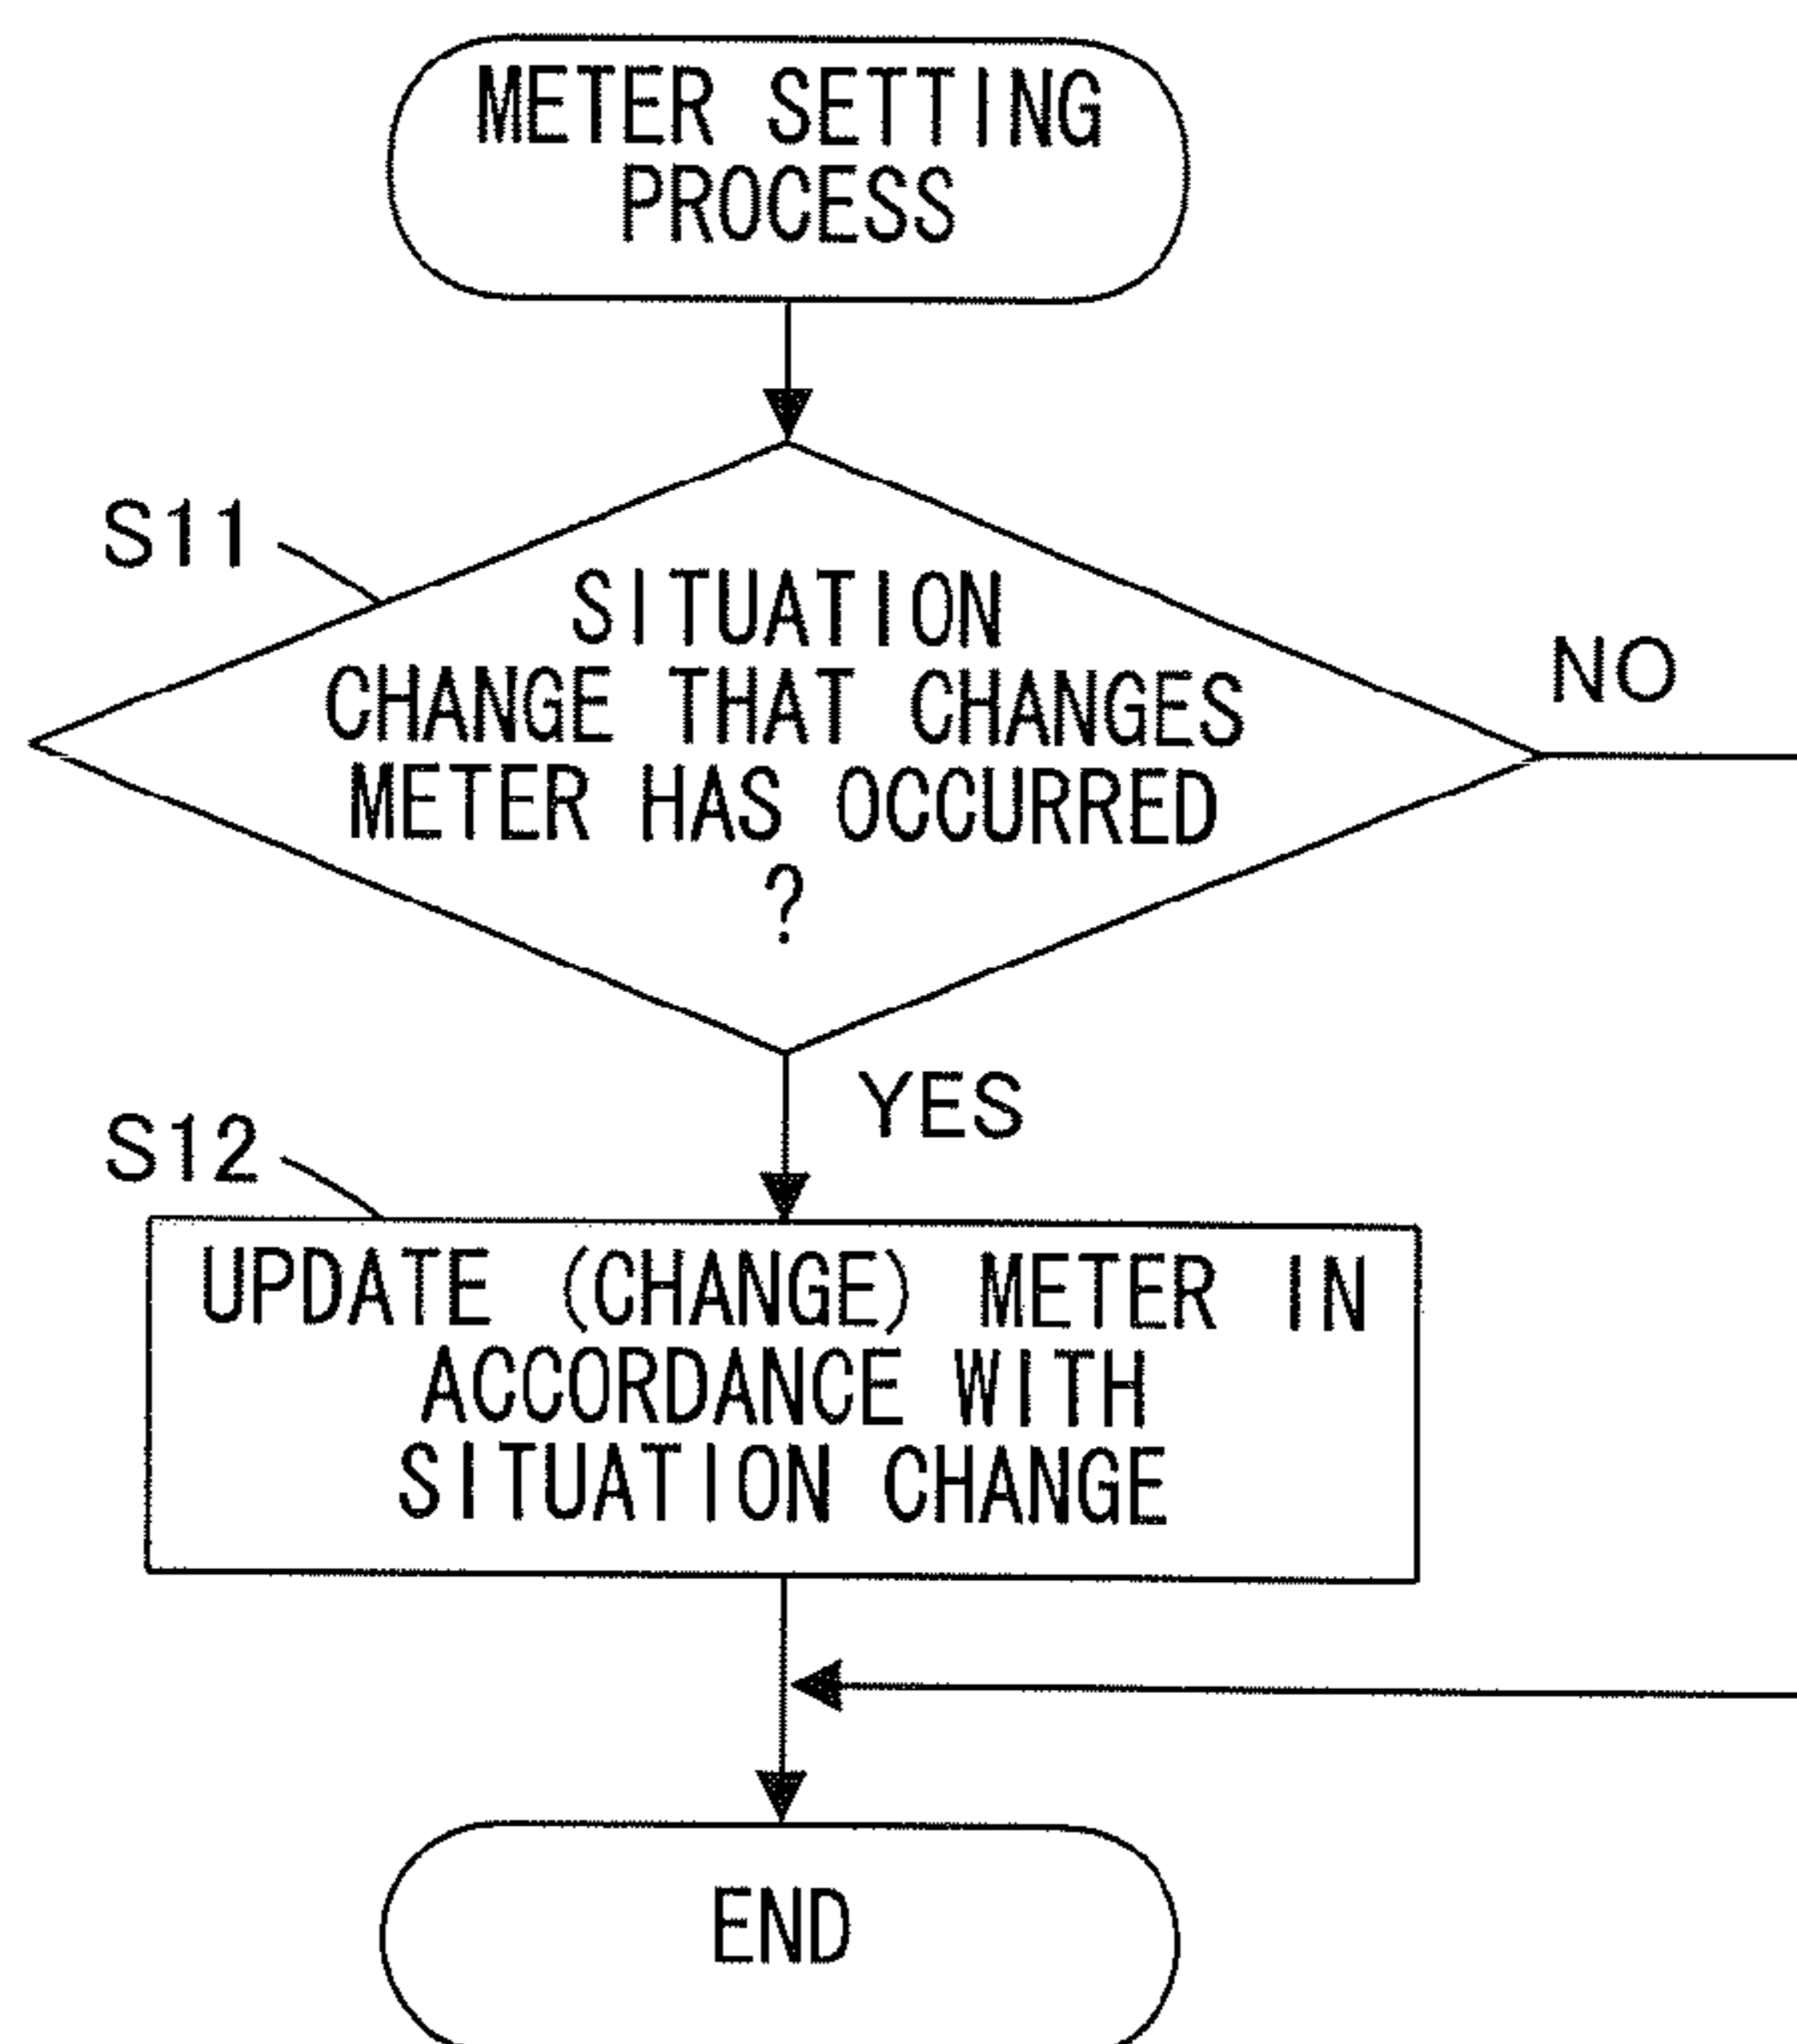 METER SETTING
PROCESS
S11
SITUATION
CHANGE THAT CHANGES
METER HAS OCCURRED
?
NO
YES
S12
UPDATE (CHANGE) METER IN
ACCORDANCE WITH
SITUATION CHANGE
END